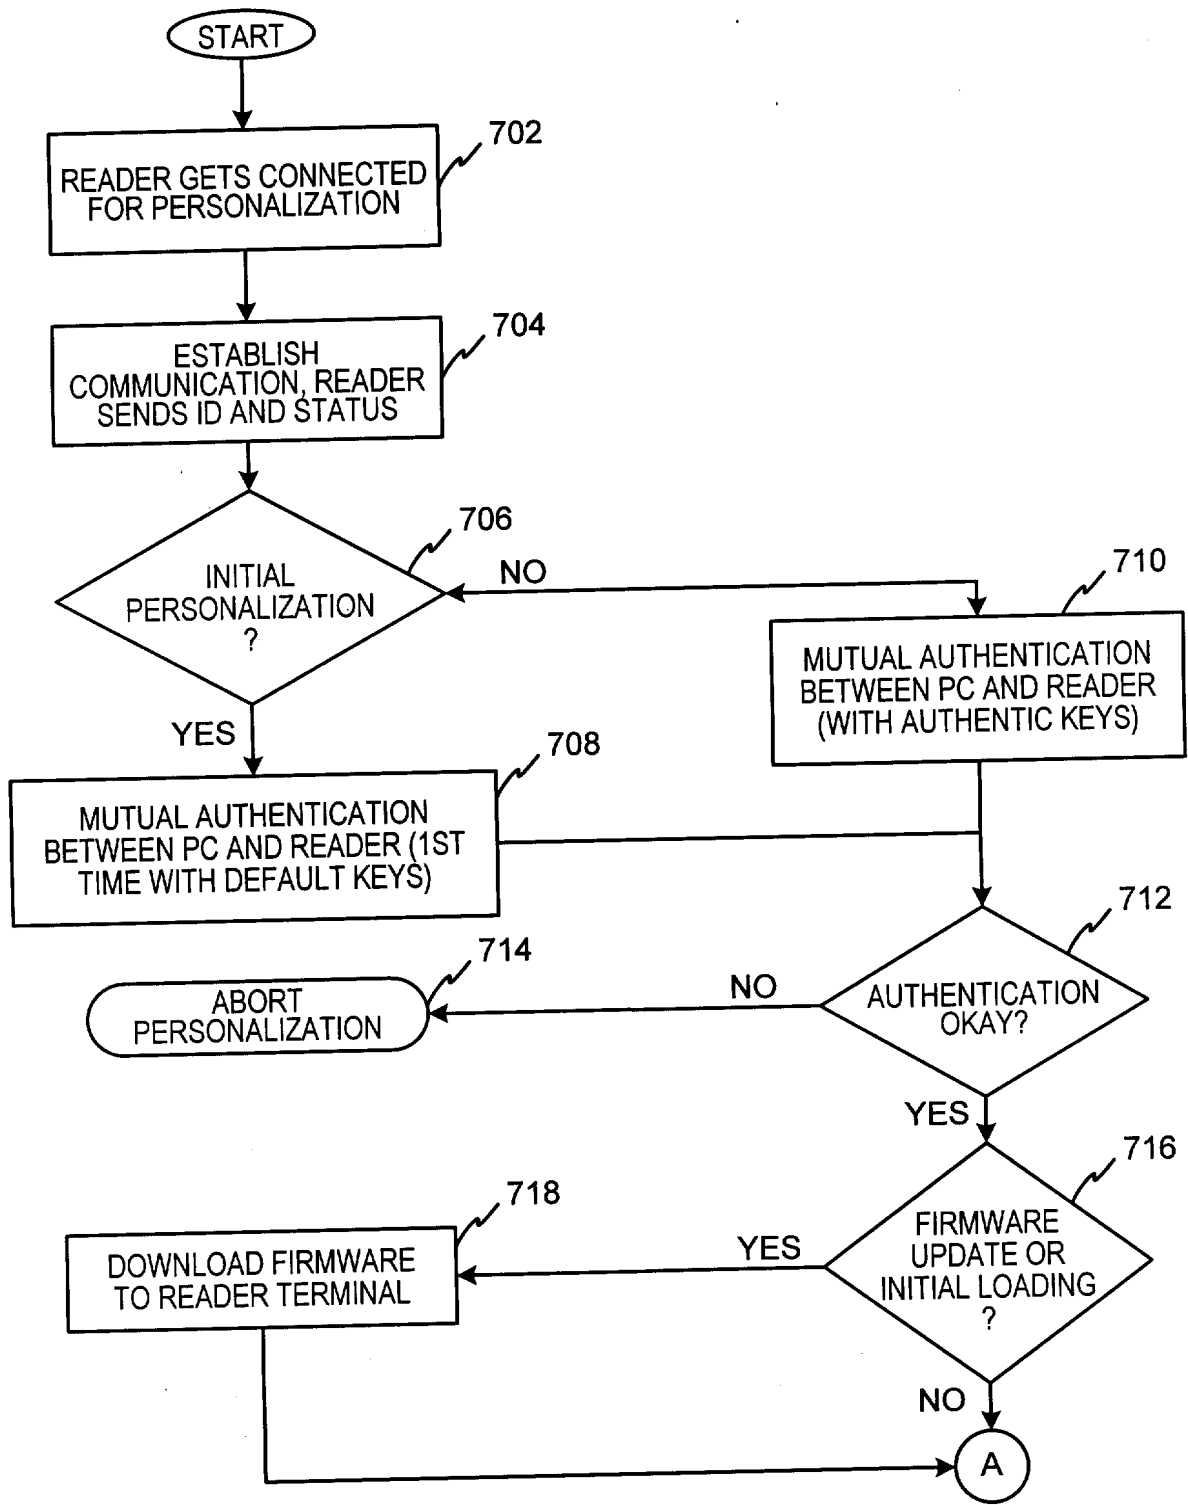 START
702
READER GETS CONNECTED
FOR PERSONALIZATION
704
ESTABLISH
COMMUNICATION, READER
SENDS ID AND STATUS
706
INITIAL
PERSONALIZATION
?
NO
710
MUTUAL AUTHENTICATION
BETWEEN PC AND READER
(WITH AUTHENTIC KEYS)
YES
708
MUTUAL AUTHENTICATION
BETWEEN PC AND READER (1ST
TIME WITH DEFAULT KEYS)
712
AUTHENTICATION
OKAY?
NO
714
ABORT
PERSONALIZATION
YES
716
FIRMWARE
UPDATE OR
INITIAL LOADING
?
YES
718
DOWNLOAD FIRMWARE
TO READER TERMINAL
NO
A